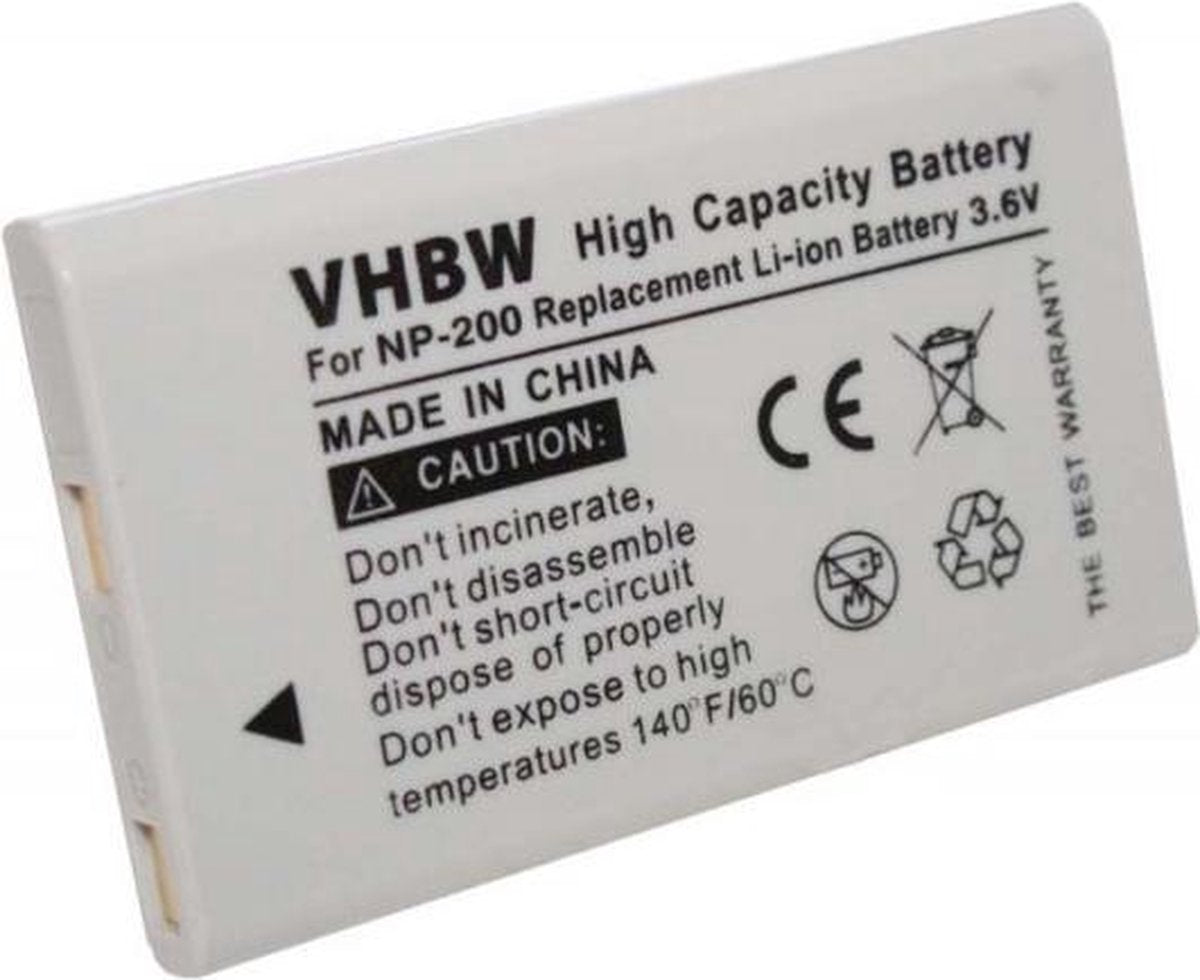 VHBW High Capacity Battery
For NP-200 Replacement Li-ion Battery 3.6V
MADE IN CHINA
CAUTION:
Don't incinerate,
Don't disassemble
Don't short-circuit
dispose of properly
Don't expose to high
temperatures 140°F/60°C
CE
THE BEST WARRANTY